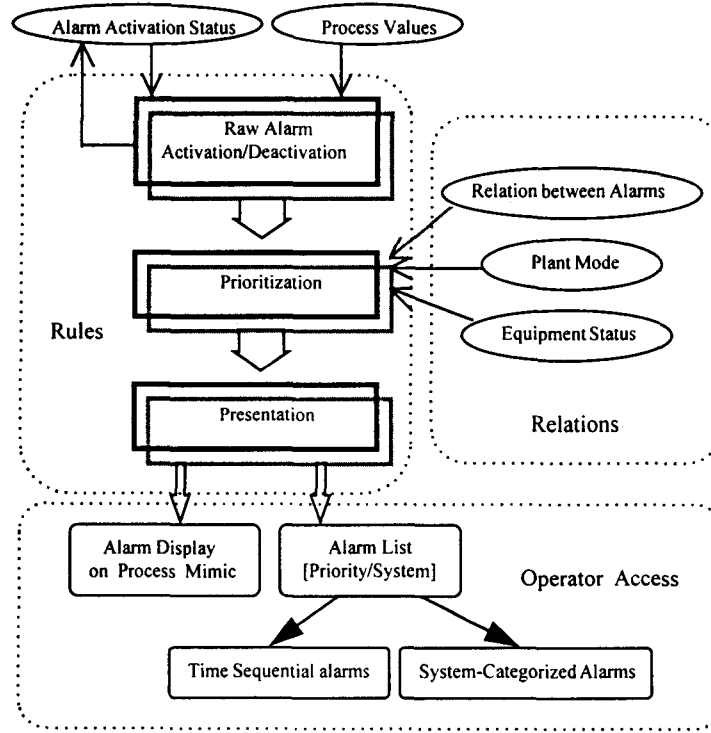 Alarm Activation Status
Process Values
Raw Alarm
Activation/Deactivation
Relation between Alarms
Plant Mode
Prioritization
Equipment Status
Rules
Presentation
Relations
Alarm Display
on Process Mimic
Alarm List
[Priority/System]
Operator Access
Time Sequential alarms
System-Categorized Alarms